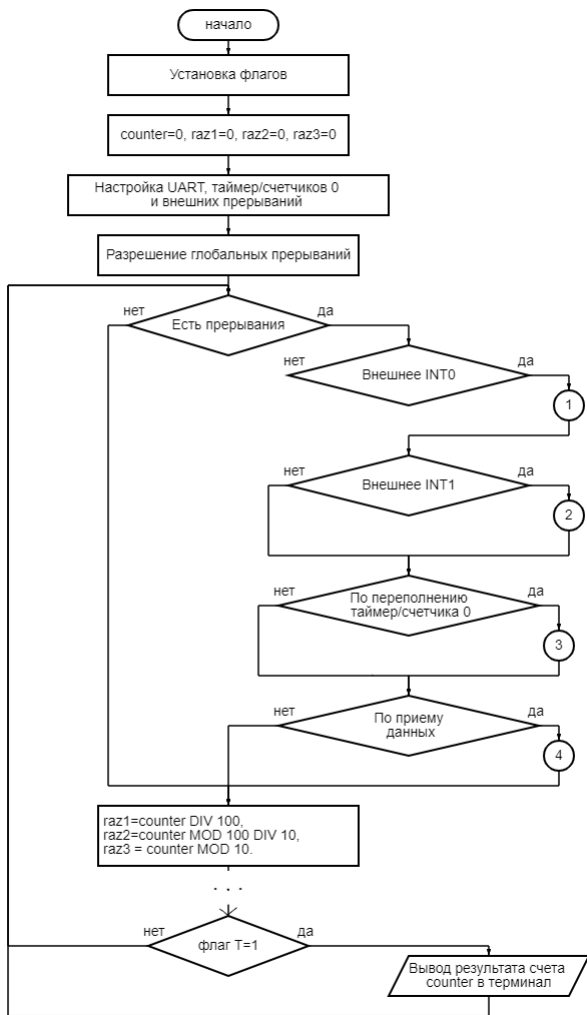 начало
Установка флагов
counter=0, raz1=0, raz2=0, raz3=0
Настройка UART, таймер/счетчиков 0
и внешних прерываний
Разрешение глобальных прерываний
нет
Есть прерывания
да
нет
Внешнее INT0
да
1
нет
Внешнее INT1
да
2
нет
По переполнению
таймер/счетчика 0
да
3
нет
По приему
данных
да
4
raz1=counter DIV 100,
raz2=counter MOD 100 DIV 10,
raz3 = counter MOD 10.
. . .
нет
флаг T=1
да
Вывод результата счета
counter в терминал